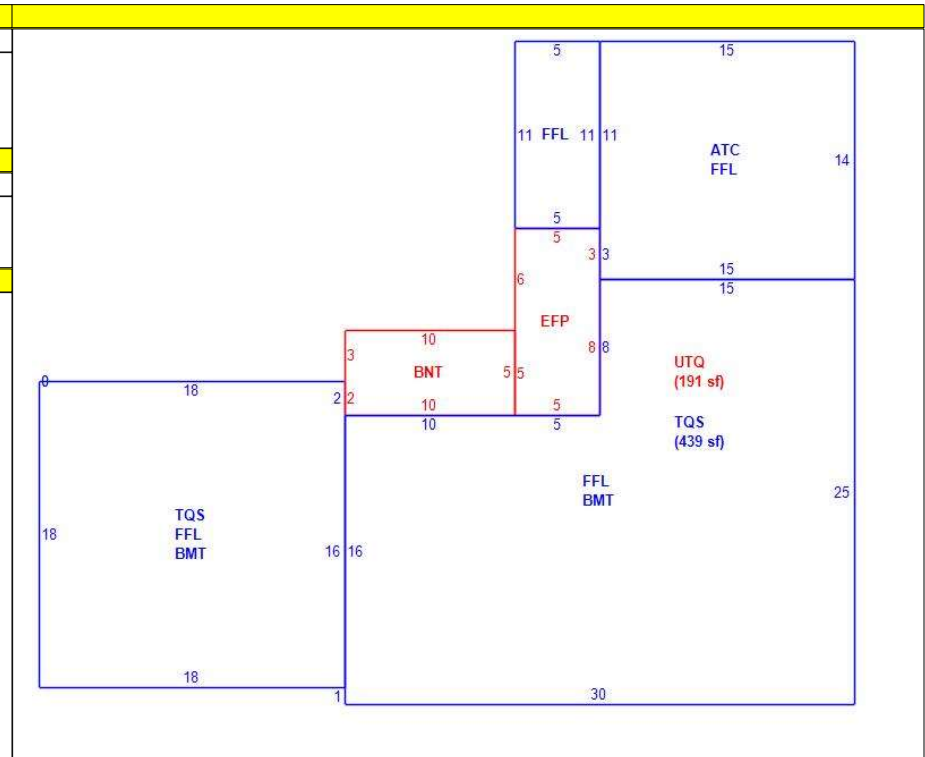 5 15
11 FFL 11 11
ATC
FFL
14
5
5
3 3
15
15
6
EFP
10
3
BNT
5 5
8 8
UTQ
(191 sf)
0
18
2 2
10
10
5
5
TQS
(439 sf)
FFL
BMT
25
TQS
FFL
BMT
18
16 16
18
1
30